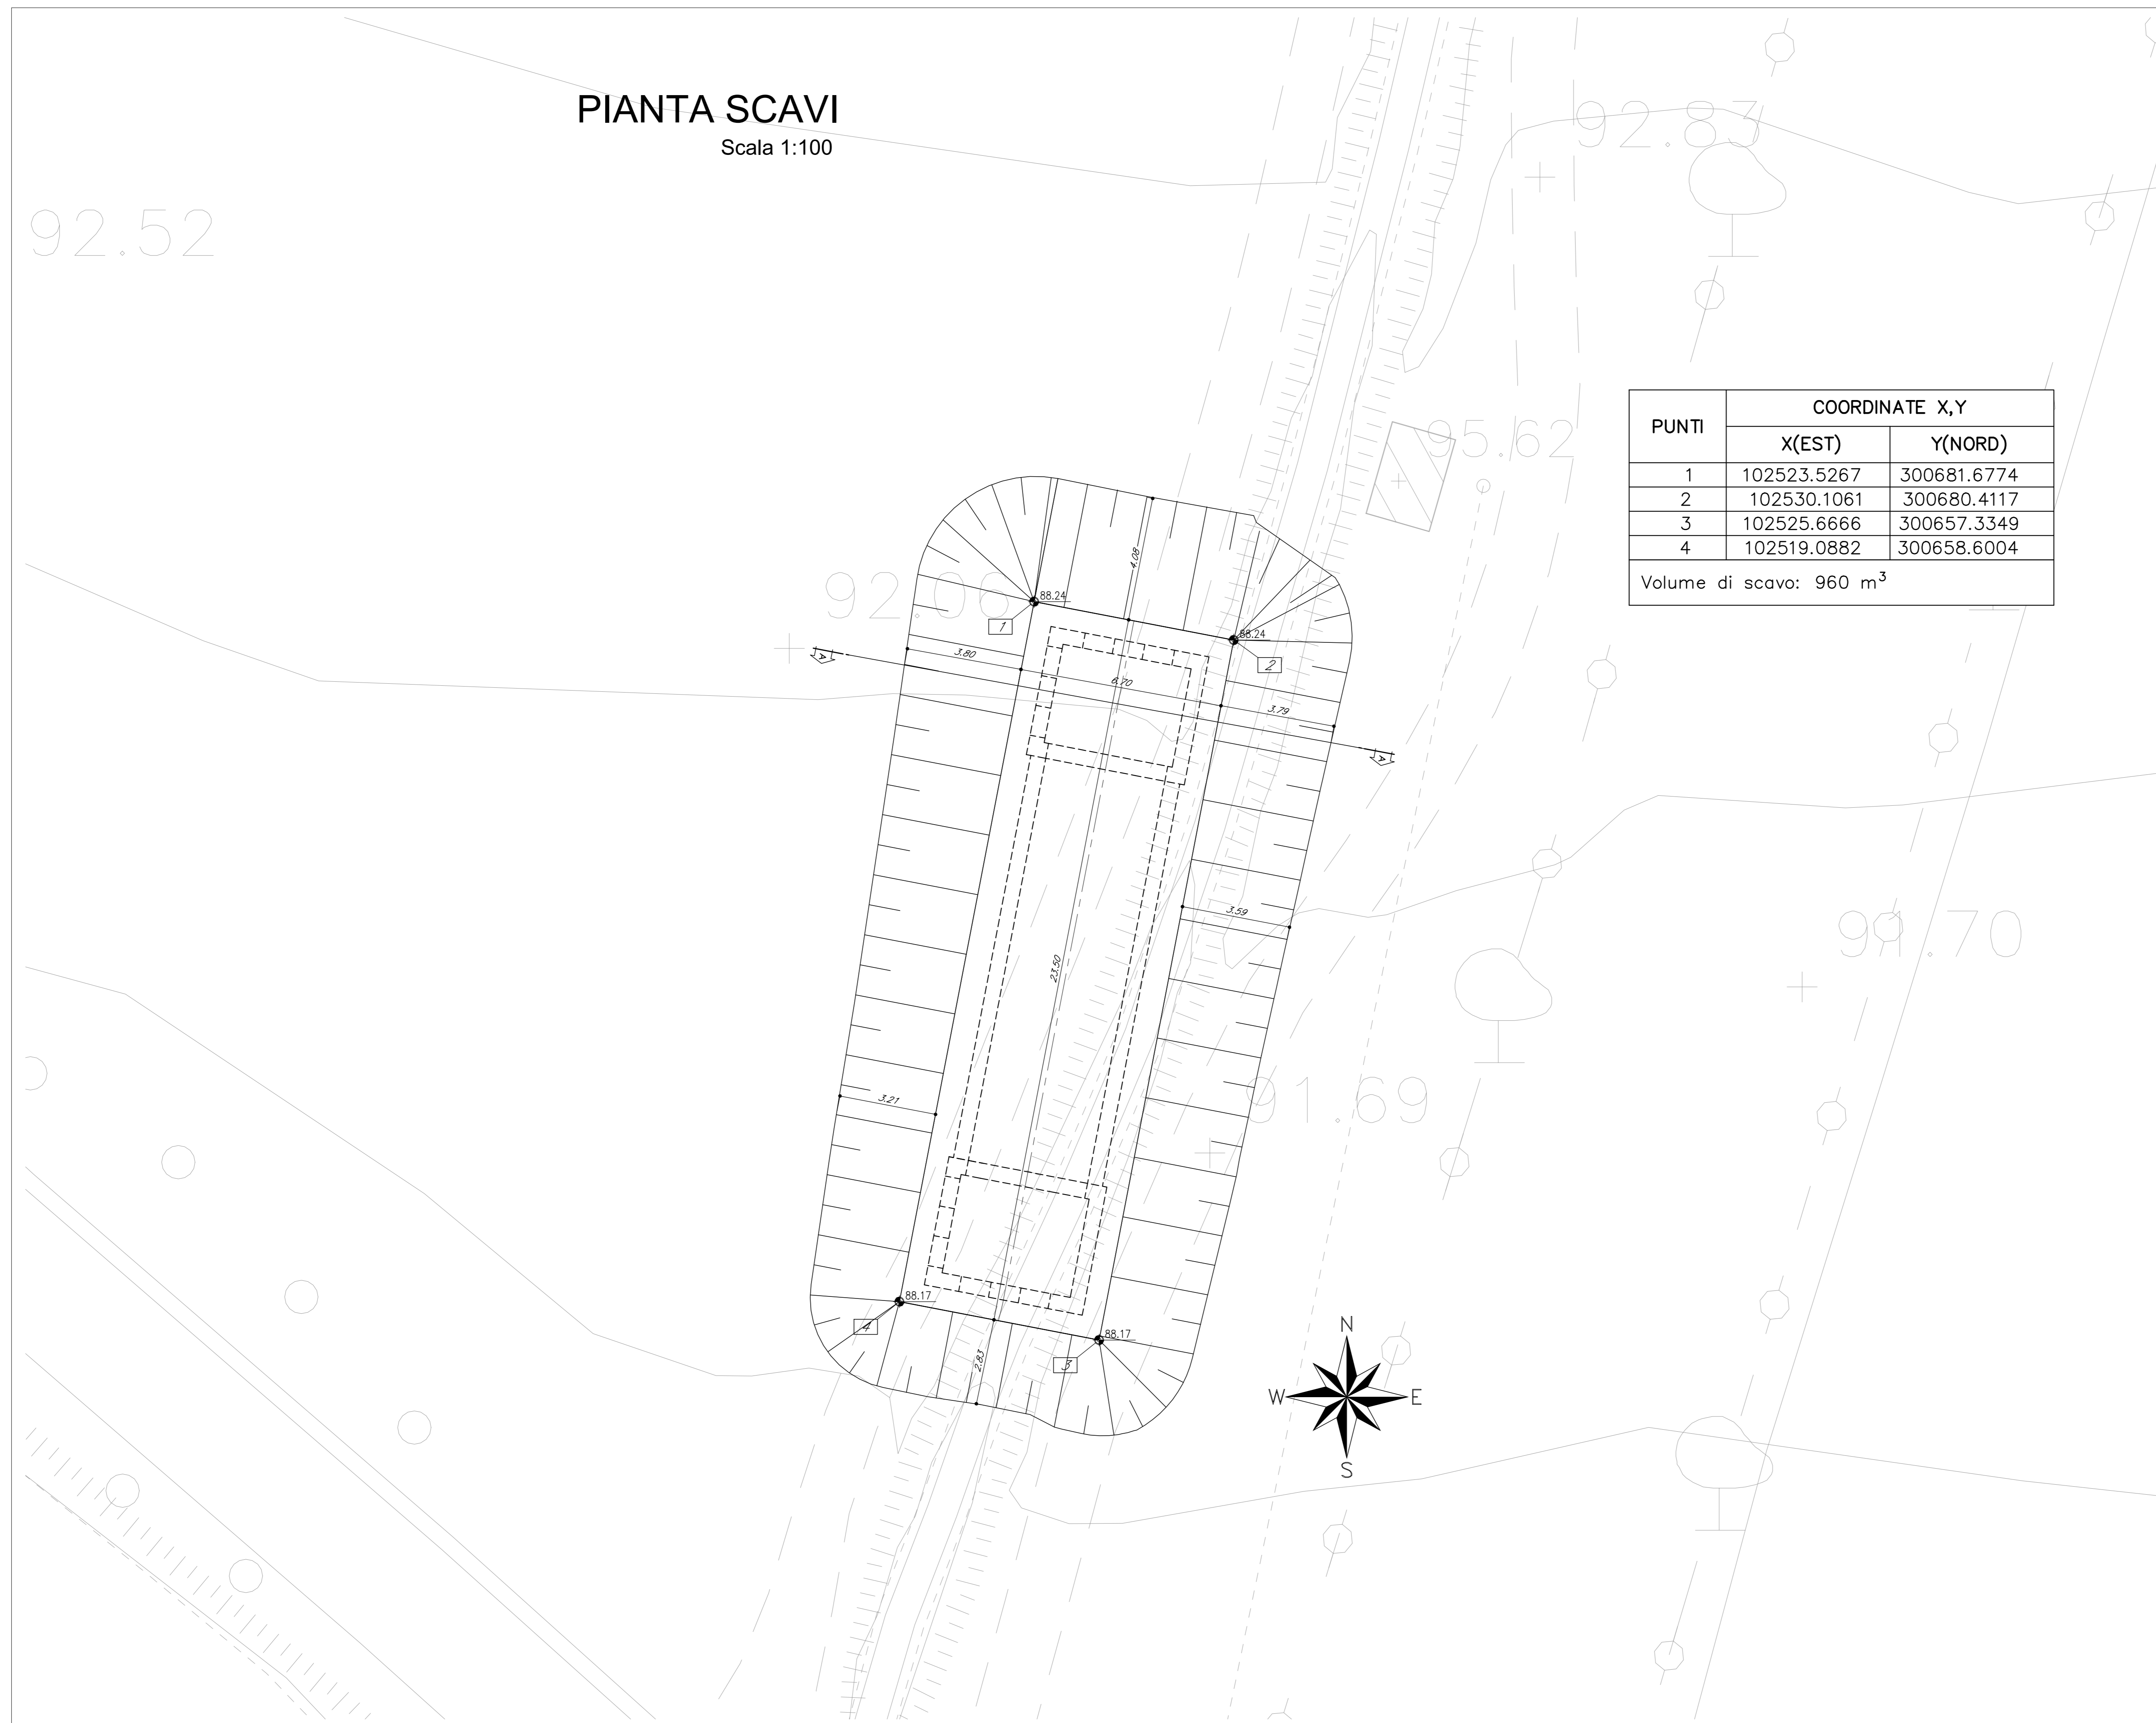 PIANTA SCAVI
Scala 1:100
92.87
92.52
95.62
PUNTI COORDINATE X,Y
X(EST) Y(NORD)
1 102523.5267 300681.6774
2 102530.1061 300680.4117
3 102525.6666 300657.3349
4 102519.0882 300658.6004
Volume di scavo: 960 m³
4.08
92.06
88.24
1
88.24
2
A
3.80
6.70
3.79
A
3.59
91.70
23.50
91.69
3.21
88.17
4
88.17
3
2.83
N
W E
S